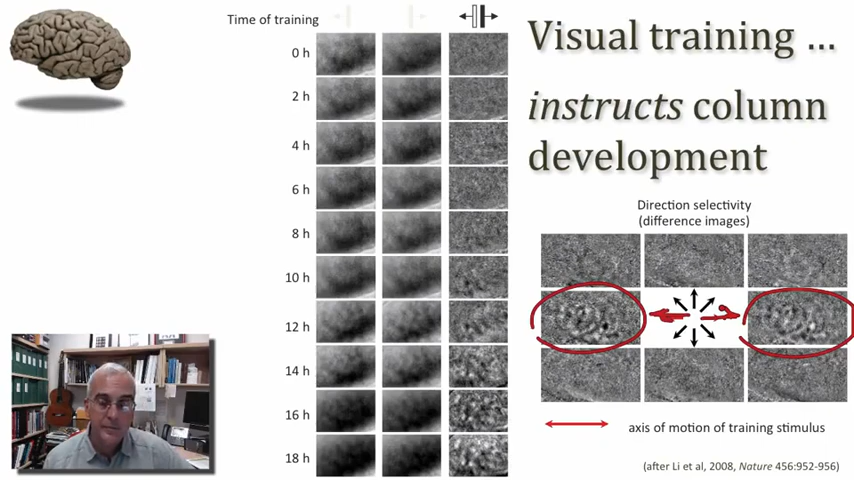 Time of training
0 h
2 h
4 h
6 h
8 h
10 h
12 h
14 h
16 h
18 h
Visual training ...
instructs column
development
Direction selectivity
(difference images)
axis of motion of training stimulus
(after Li et al, 2008, Nature 456:952-956)